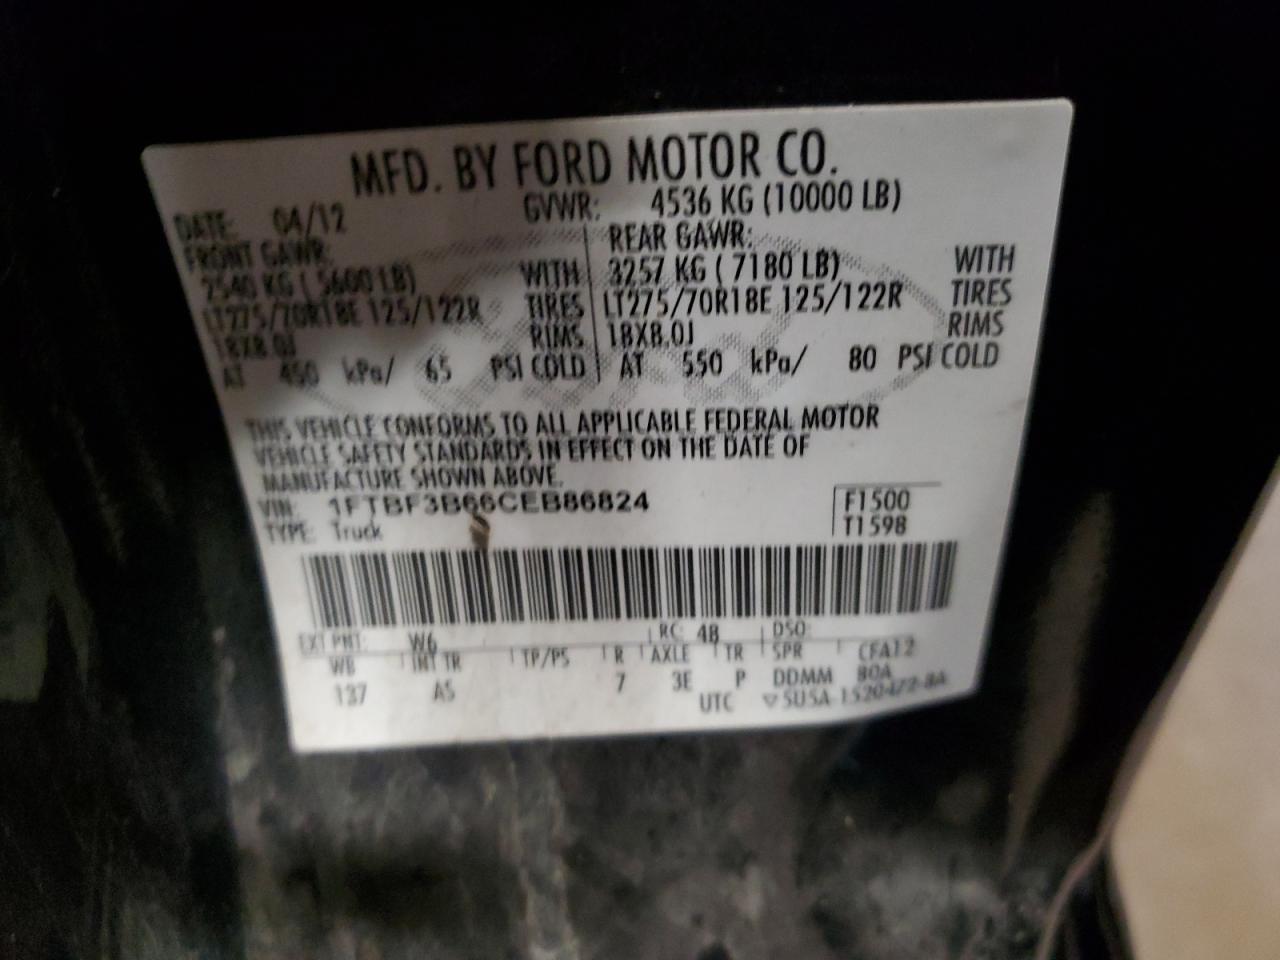 MFD. BY FORD MOTOR CO.
DATE: 04/12 GVWR: 4536 KG (10000 LB)
FRONT GAWR: REAR GAWR:
2540 KG ( 5600 LB) WITH 3257 KG ( 7180 LB) WITH
LT275/70R18E 125/122R TIRES LT275/70R18E 125/122R TIRES
18X8.0J RIMS 18X8.0J RIMS
AT 450 kPa/ 65 PSI COLD AT 550 kPa/ 80 PSI COLD
THIS VEHICLE CONFORMS TO ALL APPLICABLE FEDERAL MOTOR
VEHICLE SAFETY STANDARDS IN EFFECT ON THE DATE OF
MANUFACTURE SHOWN ABOVE.
VIN: 1FTBF3B66CEB86824 F1500
TYPE: Truck T1598
EXT PNT: W6 RC: 48 DSO:
WB INT TR TP/PS R AXLE TR SPR CFA12
137 AS 7 3E P DDMM 80A
UTC ▽ 5U5A-1520472-BA